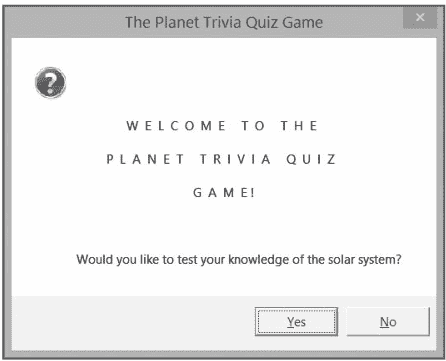 The Planet Trivia Quiz Game
W E L C O M E  T O  T H E
P L A N E T  T R I V I A  Q U I Z
G A M E!
Would you like to test your knowledge of the solar system?
Yes
No